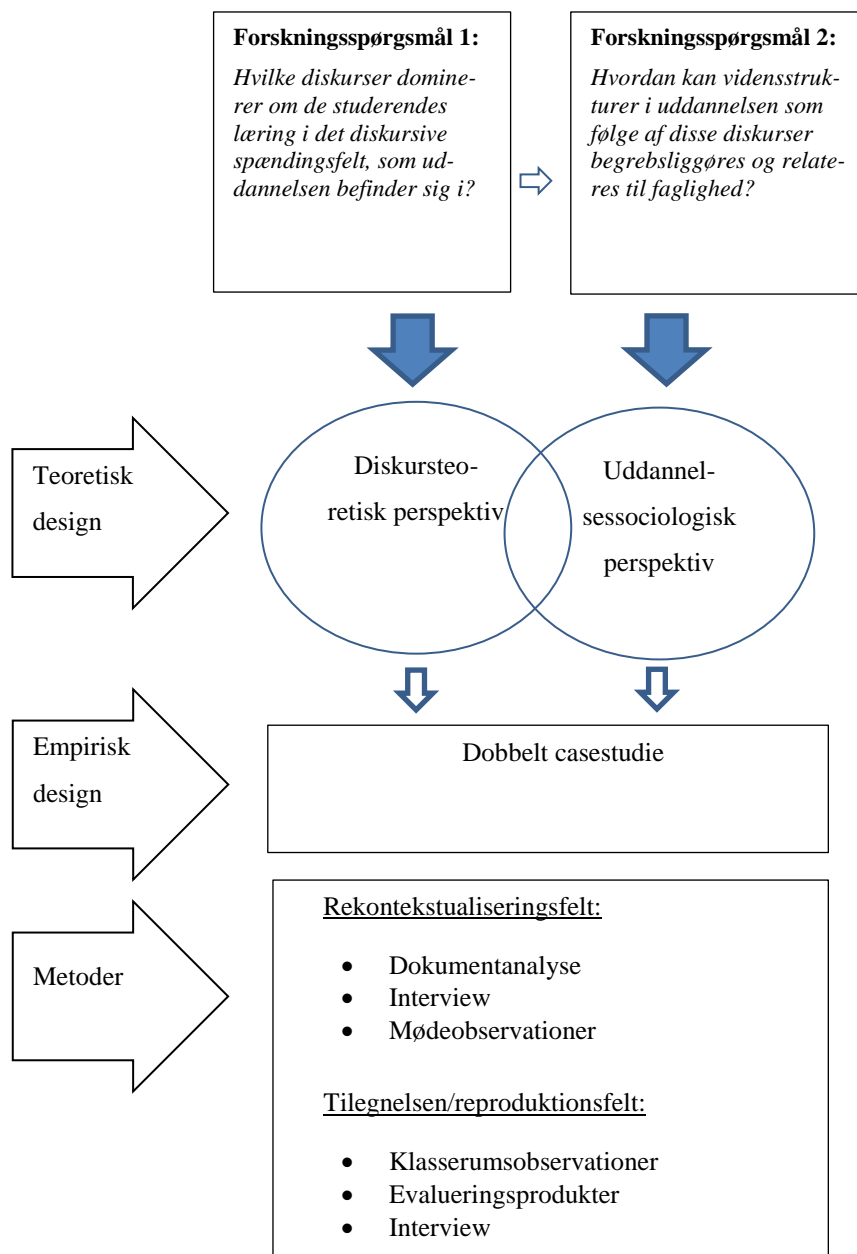 Forskningsspørgsmål 1:
Hvilke diskurser domine-
rer om de studerendes
læring i det diskursive
spændingsfelt, som ud-
dannelsen befinder sig i?
Forskningsspørgsmål 2:
Hvordan kan vidensstruk-
turer i uddannelsen som
følge af disse diskurser
begrebsliggøres og relate-
res til faglighed?
Teoretisk
design
Diskursteo-
retisk perspektiv
Uddannel-
sessociologisk
perspektiv
Empirisk
design
Dobbelt casestudie
Metoder
Rekontekstualiseringsfelt:
• Dokumentanalyse
• Interview
• Mødeobservationer
Tilegnelsen/reproduktionsfelt:
• Klasserumsobservationer
• Evalueringsprodukter
• Interview